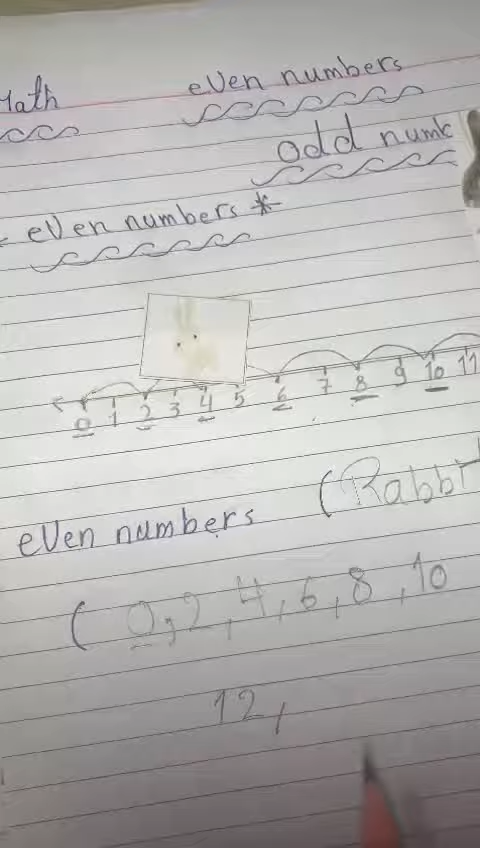 Math even numbers
odd numb
even numbers *
0 1 2 3 4 5 6 7 8 9 10 11
even numbers (Rabbi
( 0, 2, 4, 6, 8, 10
12,